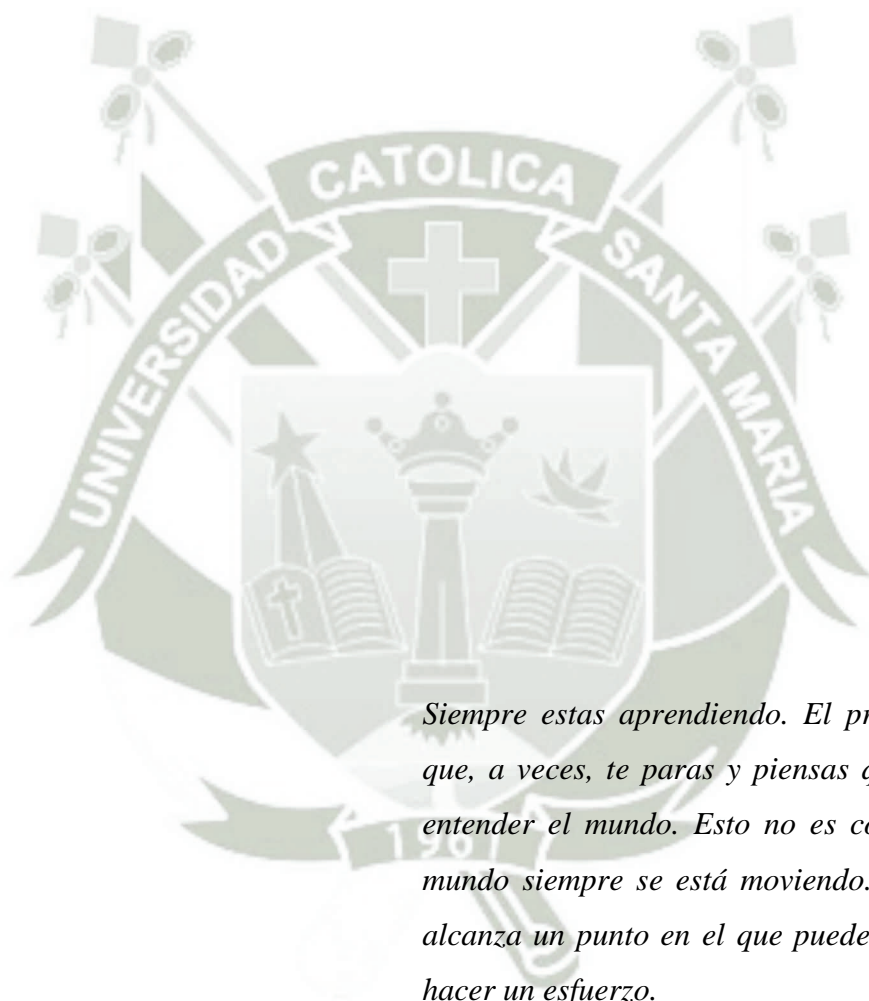 CATOLICA
UNIVERSIDAD
SANTA MARIA
Siempre estas aprendiendo. El
que, a veces, te paras y piensas
entender el mundo. Esto no es
mundo siempre se está moviendo.
alcanza un punto en el que puede
hacer un esfuerzo.